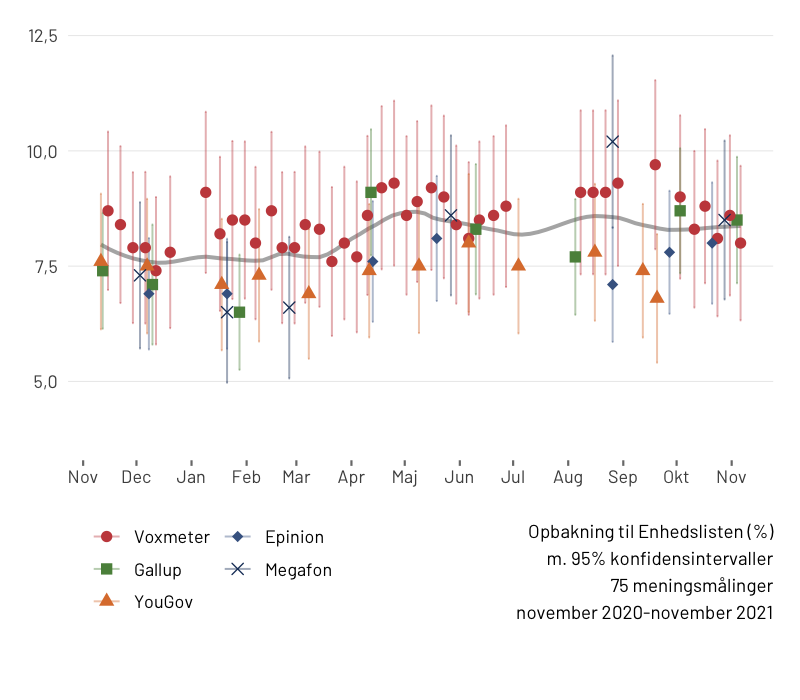 12,5
10,0
7,5
5,0
Nov Dec Jan Feb Mar Apr Maj Jun Jul Aug Sep Okt Nov
Voxmeter Epinion
Gallup Megafon
YouGov
Opbakning til Enhedslisten (%)
m. 95% konfidensintervaller
75 meningsmålinger
november 2020-november 2021